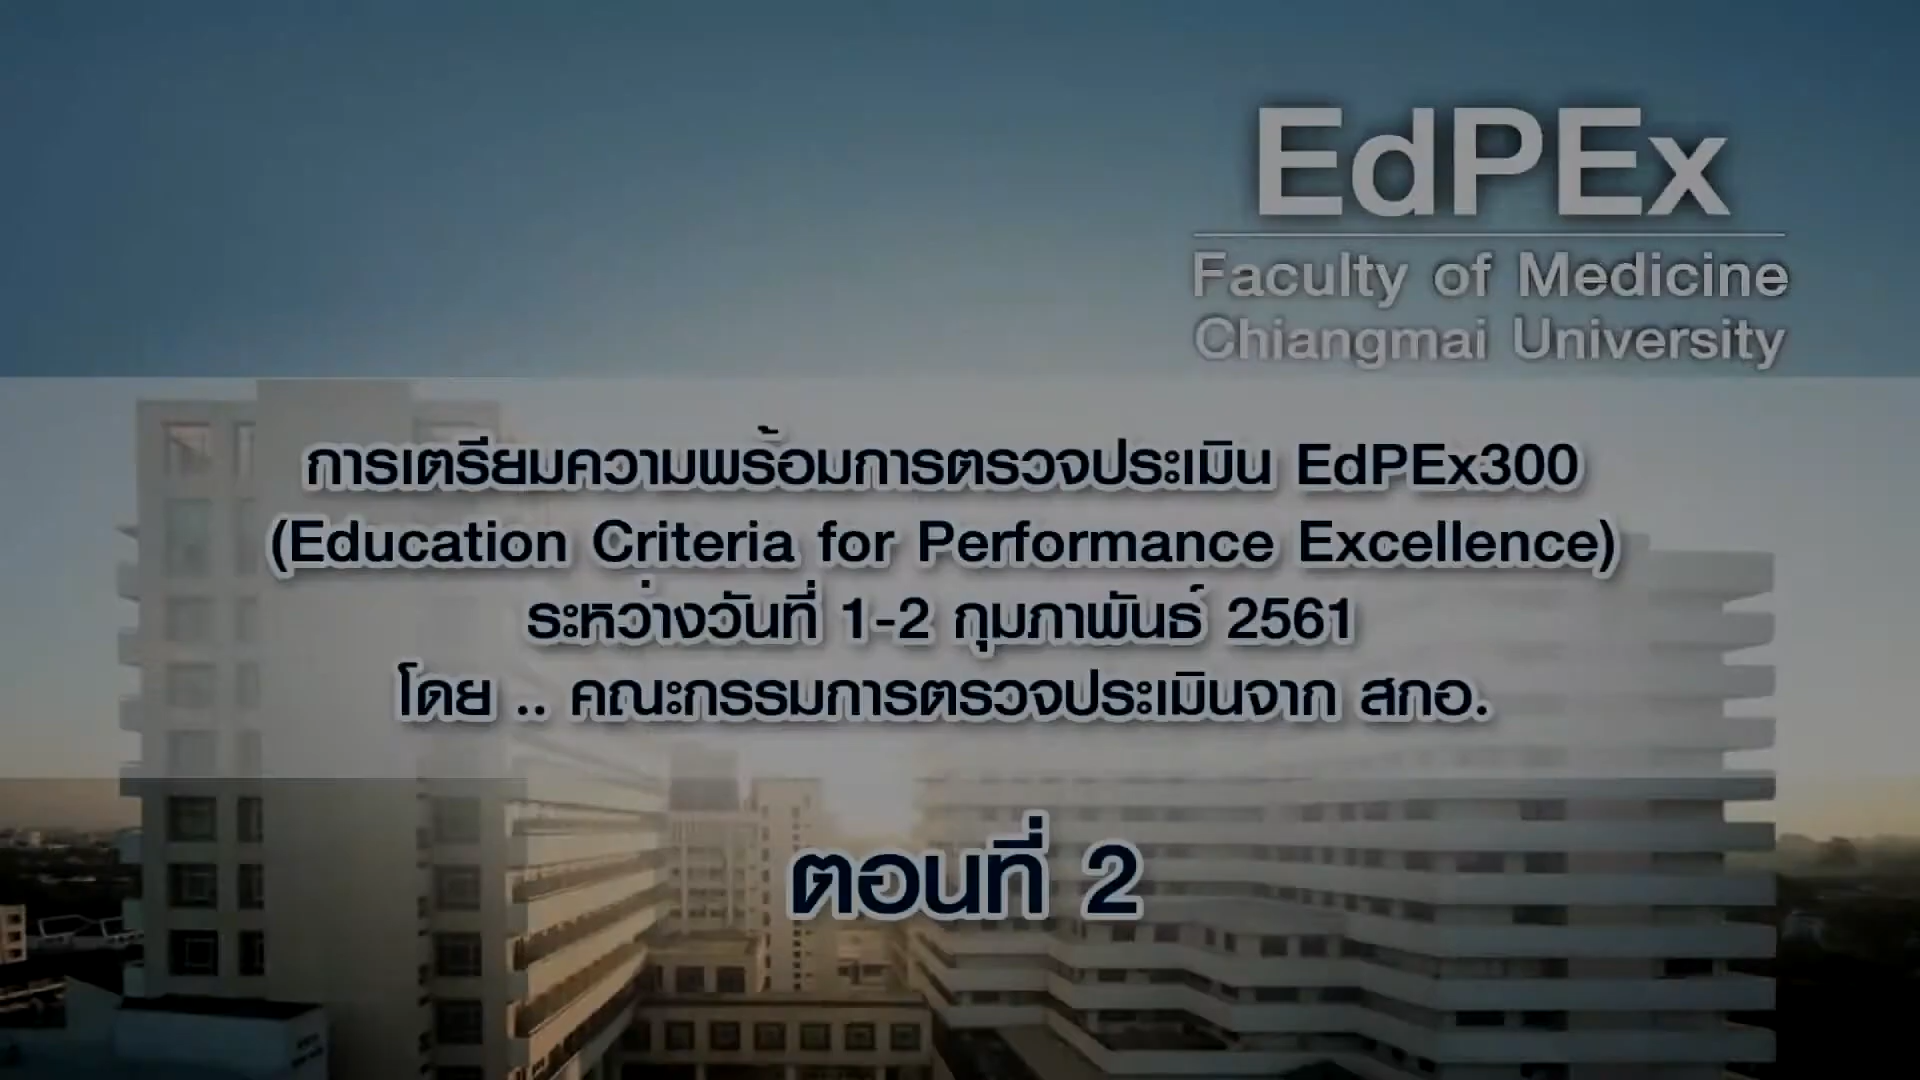 EdPEx
Faculty of Medicine
Chiangmai University
การเตรียมความพร้อมการตรวจประเมิน EdPEx300
(Education Criteria for Performance Excellence)
ระหว่างวันที่ 1-2 กุมภาพันธ์ 2561
โดย .. คณะกรรมการตรวจประเมินจาก สกอ.
ตอนที่ 2